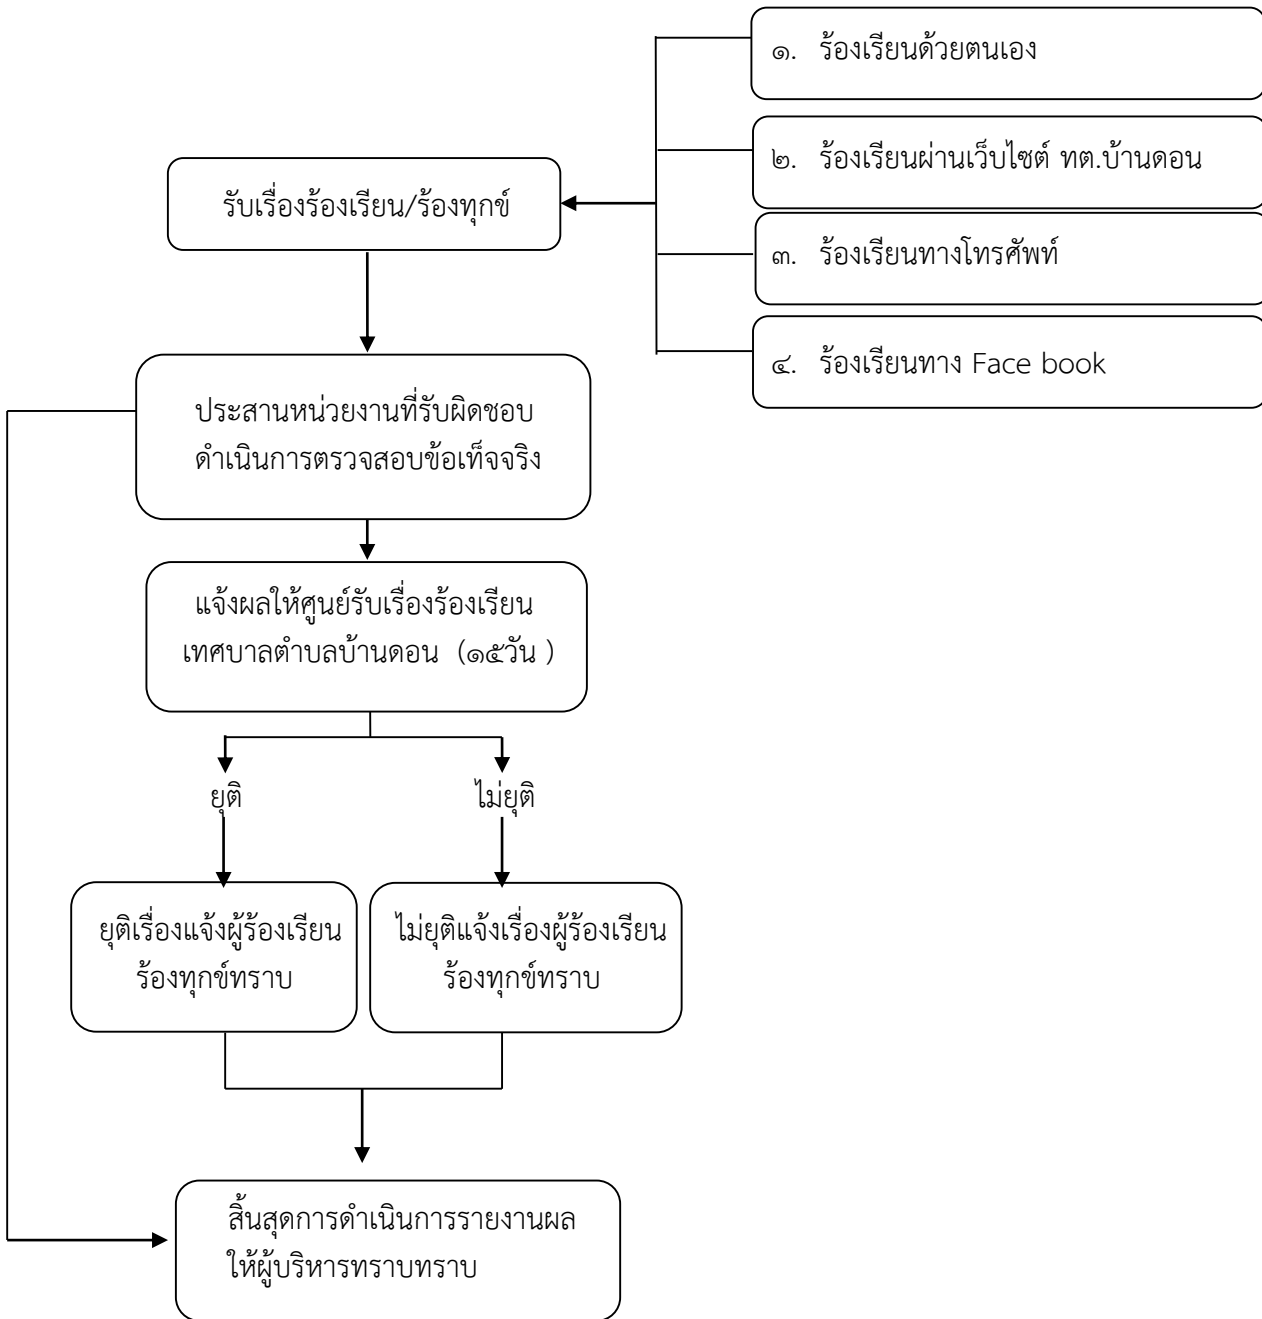 ๑. ร้องเรียนด้วยตนเอง
๒. ร้องเรียนผ่านเว็บไซต์ ทต.บ้านดอน
รับเรื่องร้องเรียน/ร้องทุกข์
๓. ร้องเรียนทางโทรศัพท์
๔. ร้องเรียนทาง Face book
ประสานหน่วยงานที่รับผิดชอบ
ดำเนินการตรวจสอบข้อเท็จจริง
แจ้งผลให้ศูนย์รับเรื่องร้องเรียน
เทศบาลตำบลบ้านดอน (๑๕วัน )
ยุติ
ไม่ยุติ
ยุติเรื่องแจ้งผู้ร้องเรียน
ร้องทุกข์ทราบ
ไม่ยุติแจ้งเรื่องผู้ร้องเรียน
ร้องทุกข์ทราบ
สิ้นสุดการดำเนินการรายงานผล
ให้ผู้บริหารทราบทราบ